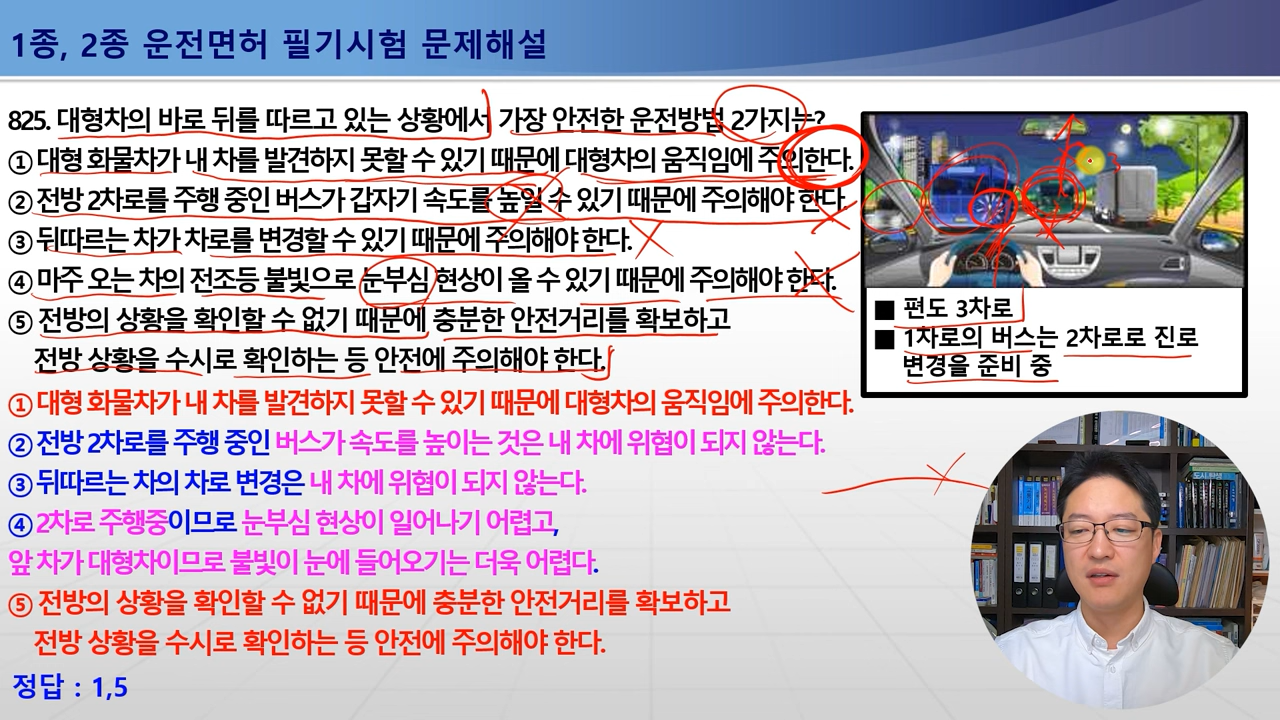 1종, 2종 운전면허 필기시험 문제해설
825. 대형차의 바로 뒤를 따르고 있는 상황에서 가장 안전한 운전방법 2가지는?
① 대형 화물차가 내 차를 발견하지 못할 수 있기 때문에 대형차의 움직임에 주의한다.
② 전방 2차로를 주행 중인 버스가 갑자기 속도를 높일 수 있기 때문에 주의해야 한다.
③ 뒤따르는 차가 차로를 변경할 수 있기 때문에 주의해야 한다.
④ 마주 오는 차의 전조등 불빛으로 눈부심 현상이 올 수 있기 때문에 주의해야 한다.
⑤ 전방의 상황을 확인할 수 없기 때문에 충분한 안전거리를 확보하고
전방 상황을 수시로 확인하는 등 안전에 주의해야 한다.
■ 편도 3차로
■ 1차로의 버스는 2차로로 진로
변경을 준비 중
① 대형 화물차가 내 차를 발견하지 못할 수 있기 때문에 대형차의 움직임에 주의한다.
② 전방 2차로를 주행 중인 버스가 속도를 높이는 것은 내 차에 위협이 되지 않는다.
③ 뒤따르는 차의 차로 변경은 내 차에 위협이 되지 않는다.
④ 2차로 주행중이므로 눈부심 현상이 일어나기 어렵고,
앞 차가 대형차이므로 불빛이 눈에 들어오기는 더욱 어렵다.
⑤ 전방의 상황을 확인할 수 없기 때문에 충분한 안전거리를 확보하고
전방 상황을 수시로 확인하는 등 안전에 주의해야 한다.
정답 : 1,5